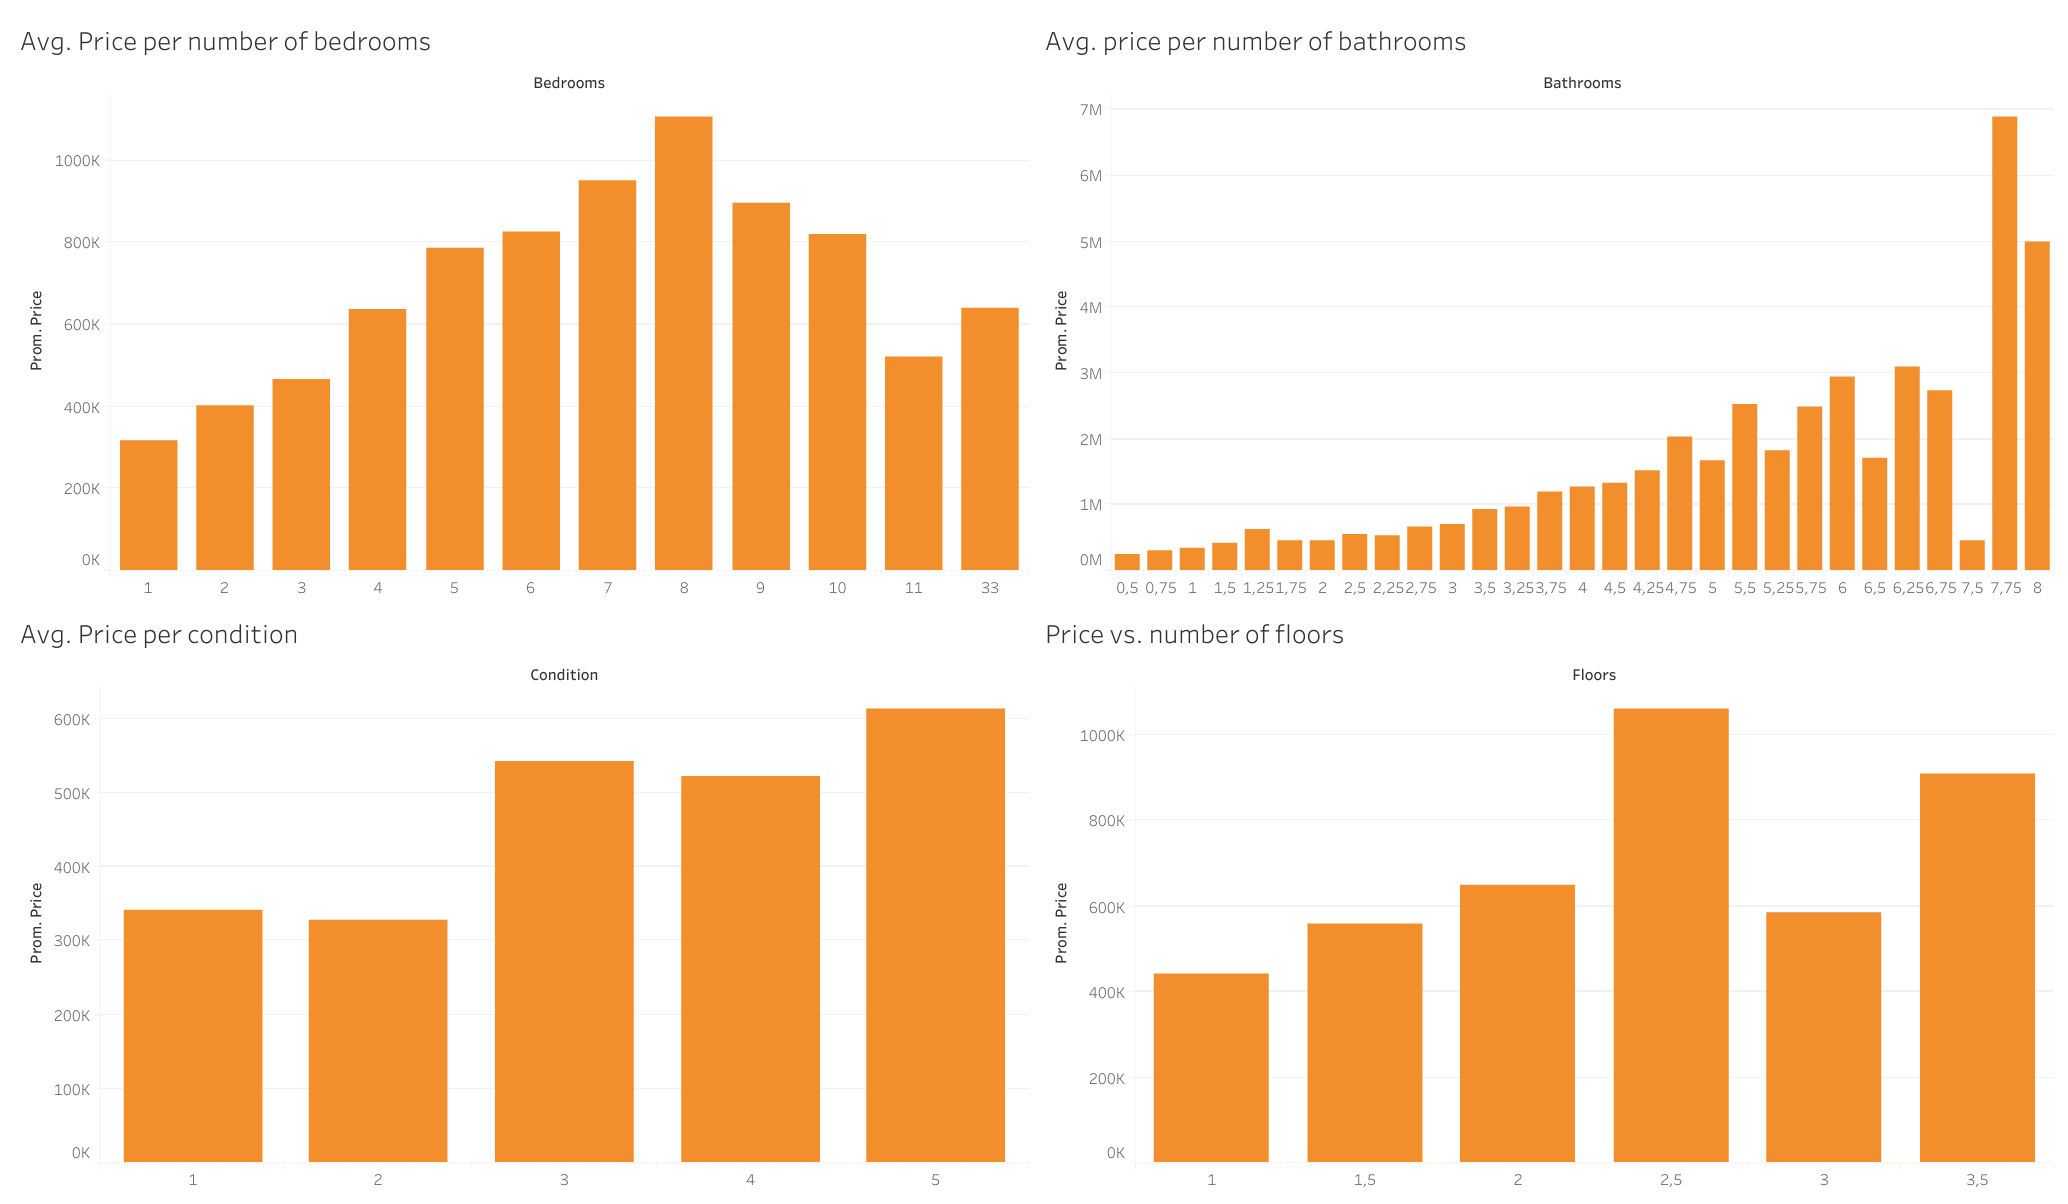 Avg. Price per number of bedrooms
Bedrooms
Prom. Price
1000K
800K
600K
400K
200K
0K
1 2 3 4 5 6 7 8 9 10 11 33
Avg. price per number of bathrooms
Bathrooms
Prom. Price
7M
6M
5M
4M
3M
2M
1M
0M
0,5 0,75 1 1,5 1,25 1,75 2 2,5 2,25 2,75 3 3,5 3,25 3,75 4 4,5 4,25 4,75 5 5,5 5,25 5,75 6 6,5 6,25 6,75 7,5 7,75 8
Avg. Price per condition
Condition
Prom. Price
600K
500K
400K
300K
200K
100K
0K
1 2 3 4 5
Price vs. number of floors
Floors
Prom. Price
1000K
800K
600K
400K
200K
0K
1 1,5 2 2,5 3 3,5